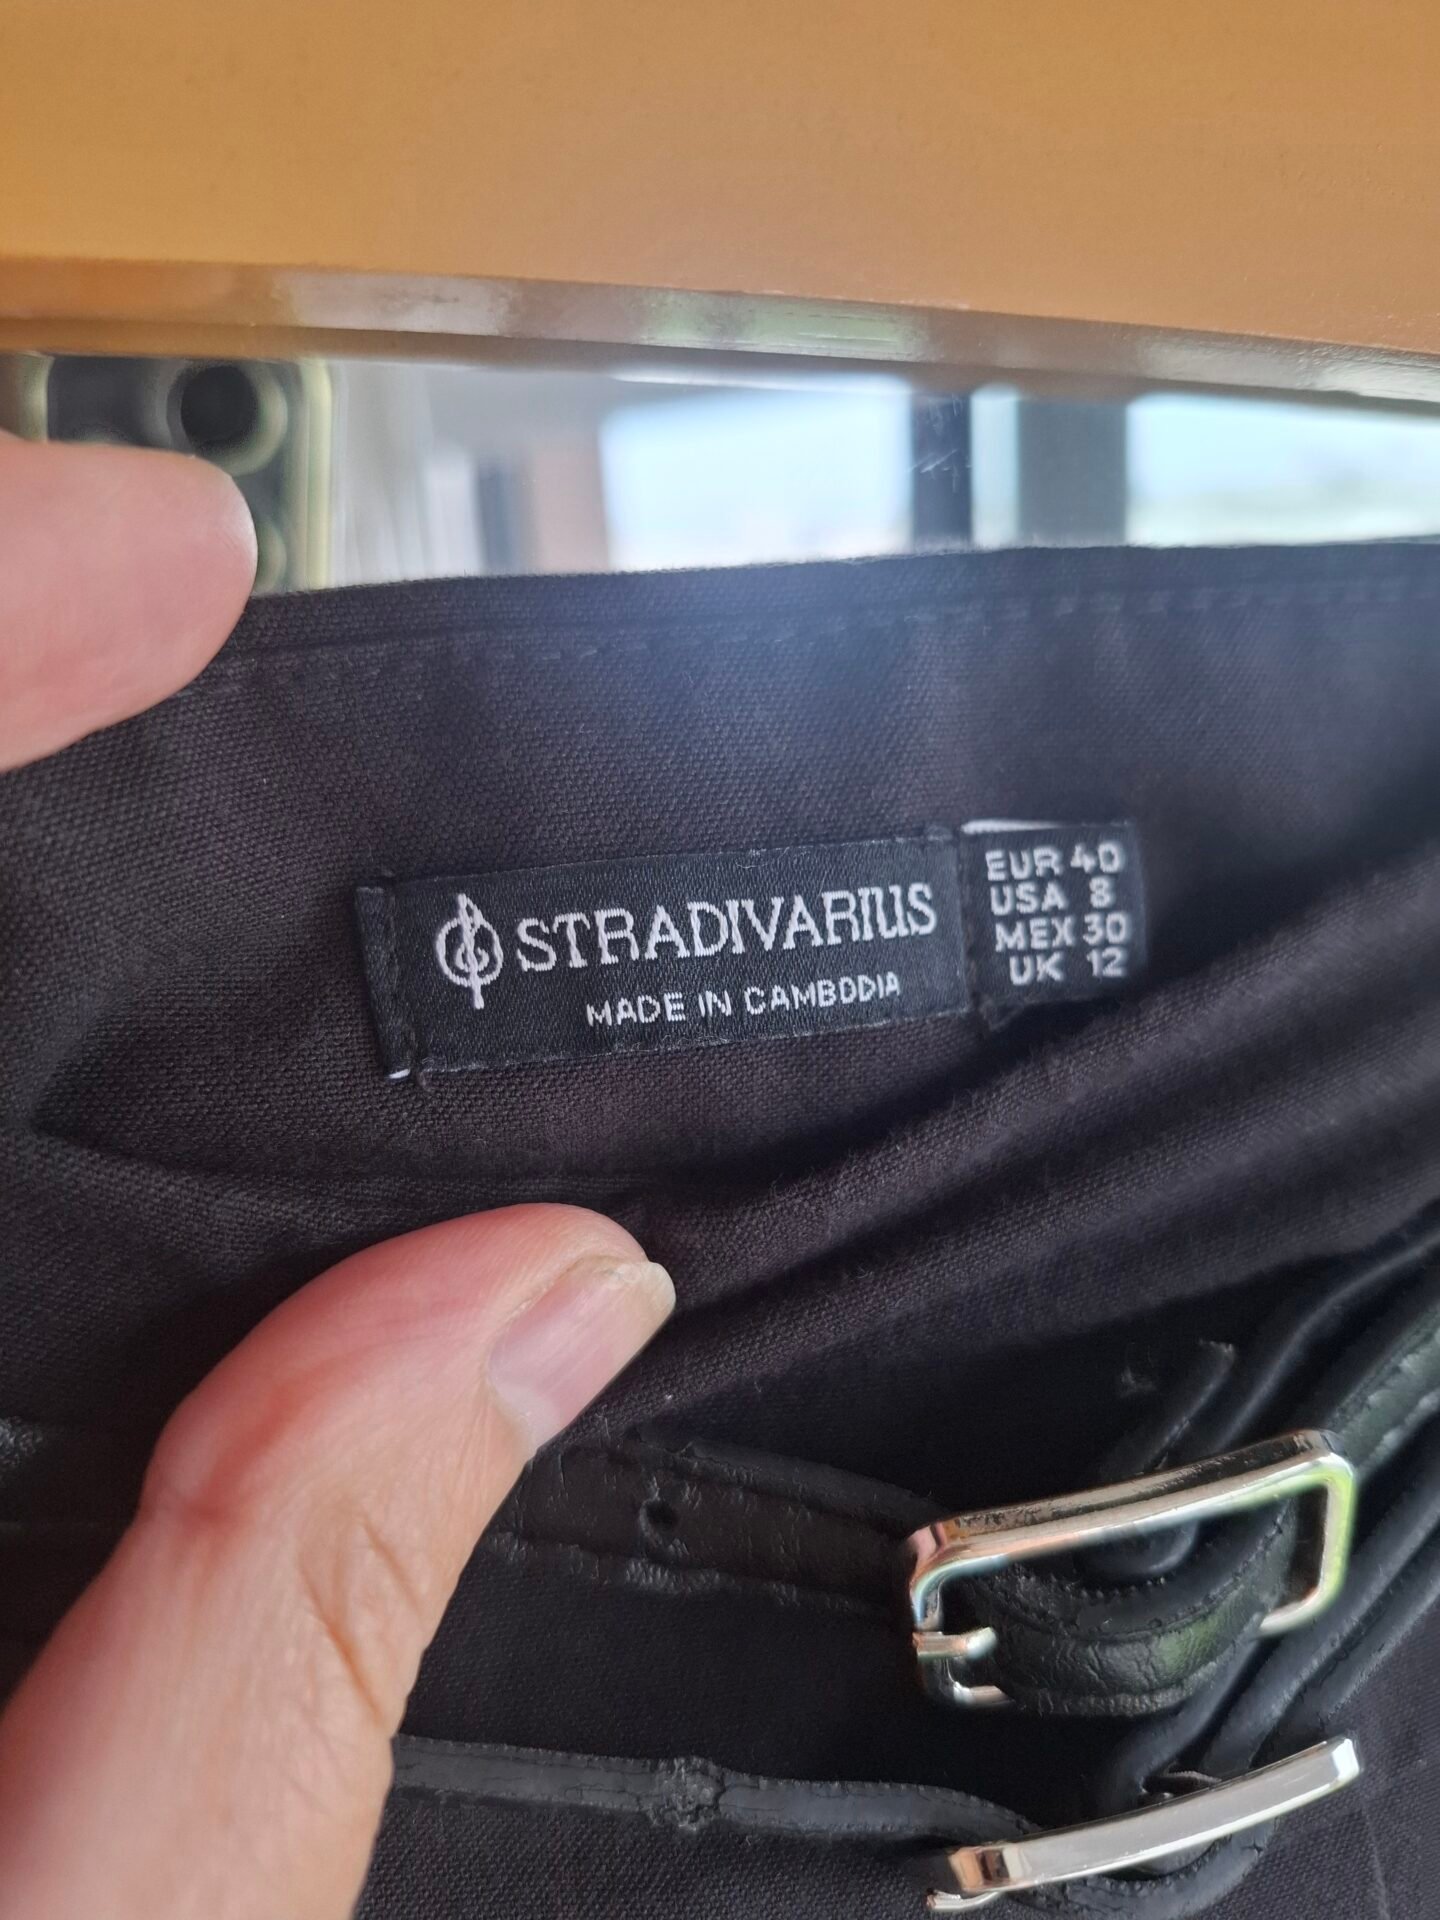 STRADIVARIUS
MADE IN CAMBODIA
EUR 40
USA 8
MEX 30
UK 12